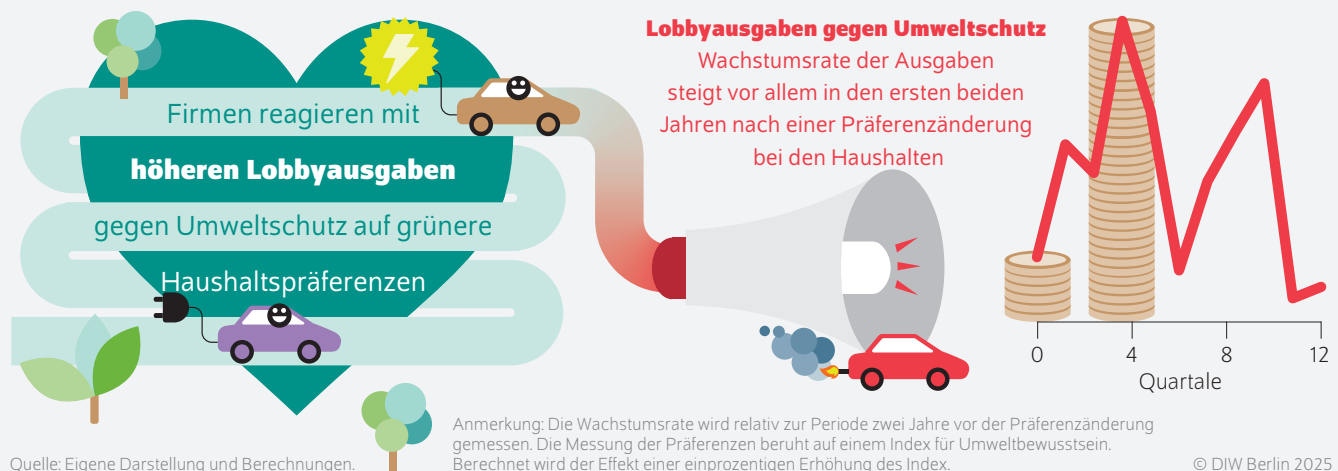 Firmen reagieren mit
höheren Lobbyausgaben
gegen Umweltschutz auf grünere
Haushaltspräferenzen
Lobbyausgaben gegen Umweltschutz
Wachstumsrate der Ausgaben
steigt vor allem in den ersten beiden
Jahren nach einer Präferenzänderung
bei den Haushalten
0 4 8 12
Quartale
Anmerkung: Die Wachstumsrate wird relativ zur Periode zwei Jahre vor der Präferenzänderung
gemessen. Die Messung der Präferenzen beruht auf einem Index für Umweltbewusstsein.
Berechnet wird der Effekt einer einprozentigen Erhöhung des Index.
Quelle: Eigene Darstellung und Berechnungen.
© DIW Berlin 2025